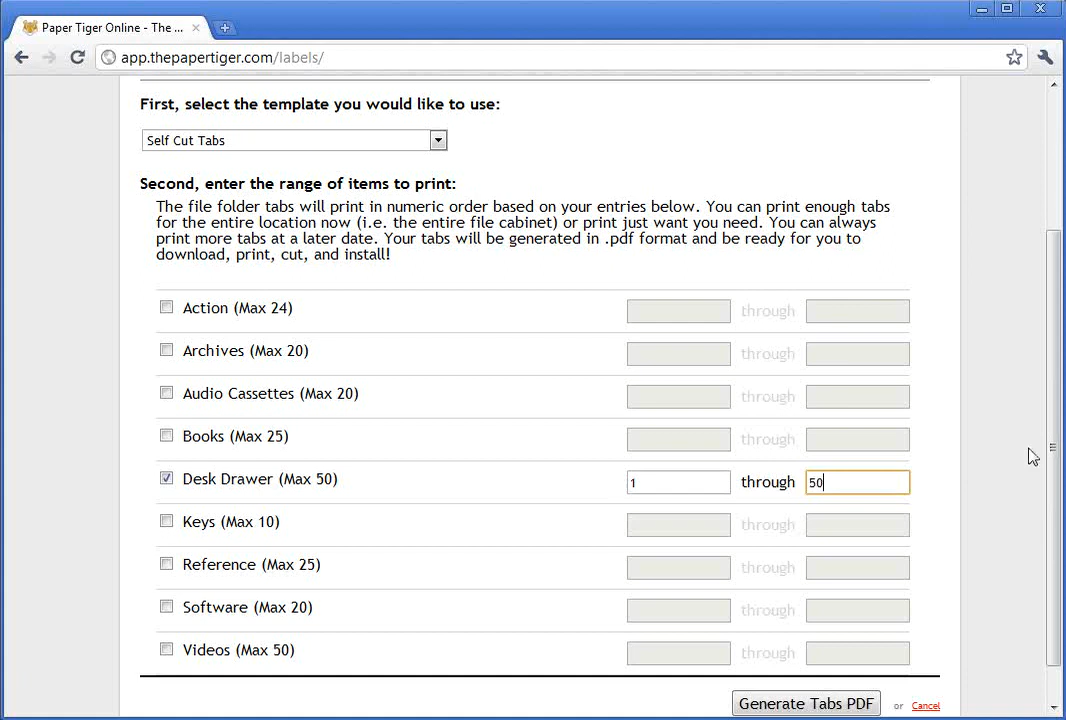 Paper Tiger Online - The ...
app.thepapertiger.com/labels/
First, select the template you would like to use:
Self Cut Tabs
Second, enter the range of items to print:
The file folder tabs will print in numeric order based on your entries below. You can print enough tabs
for the entire location now (i.e. the entire file cabinet) or print just want you need. You can always
print more tabs at a later date. Your tabs will be generated in .pdf format and be ready for you to
download, print, cut, and install!
Action (Max 24) through
Archives (Max 20) through
Audio Cassettes (Max 20) through
Books (Max 25) through
Desk Drawer (Max 50) 1 through 50
Keys (Max 10) through
Reference (Max 25) through
Software (Max 20) through
Videos (Max 50) through
Generate Tabs PDF or Cancel